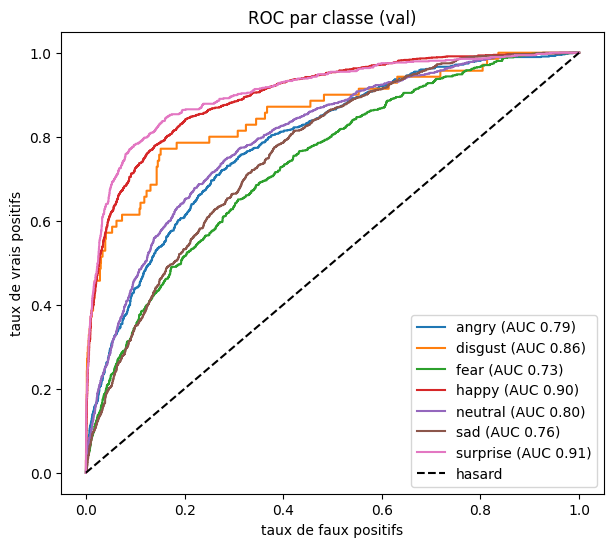 ROC par classe (val)
taux de vrais positifs
1.0
0.8
0.6
0.4
0.2
0.0
angry (AUC 0.79)
disgust (AUC 0.86)
fear (AUC 0.73)
happy (AUC 0.90)
neutral (AUC 0.80)
sad (AUC 0.76)
surprise (AUC 0.91)
hasard
0.0 0.2 0.4 0.6 0.8 1.0
taux de faux positifs